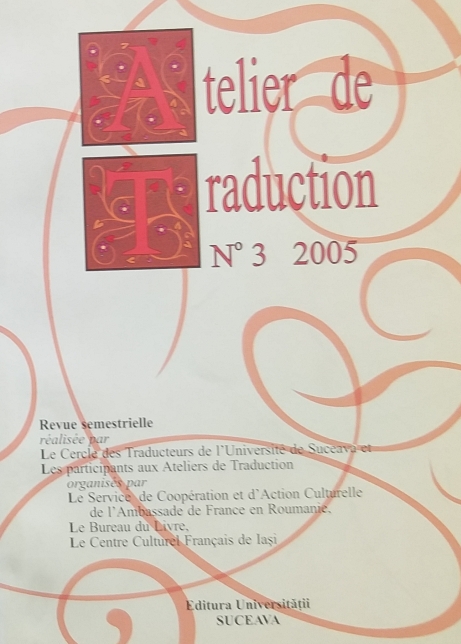 Atelier de
Traduction
Nº 3 2005
Revue semestrielle
réalisée par
Le Cercle des Traducteurs de l'Université de Suceava et
Les participants aux Ateliers de Traduction
organisés par
Le Service de Coopération et d'Action Culturelle
de l'Ambassade de France en Roumanie,
Le Bureau du Livre,
Le Centre Culturel Français de Iaşi
Editura Universităţii
SUCEAVA